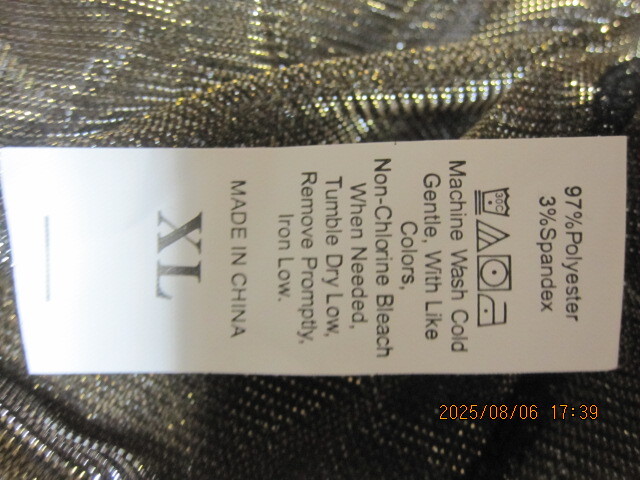 97%Polyester
3%Spandex
30C
Machine Wash Cold
Gentle, With Like
Colors,
Non-Chlorine Bleach
When Needed,
Tumble Dry Low,
Remove Promptly,
Iron Low.
MADE IN CHINA
XL
2025/08/06 17:39